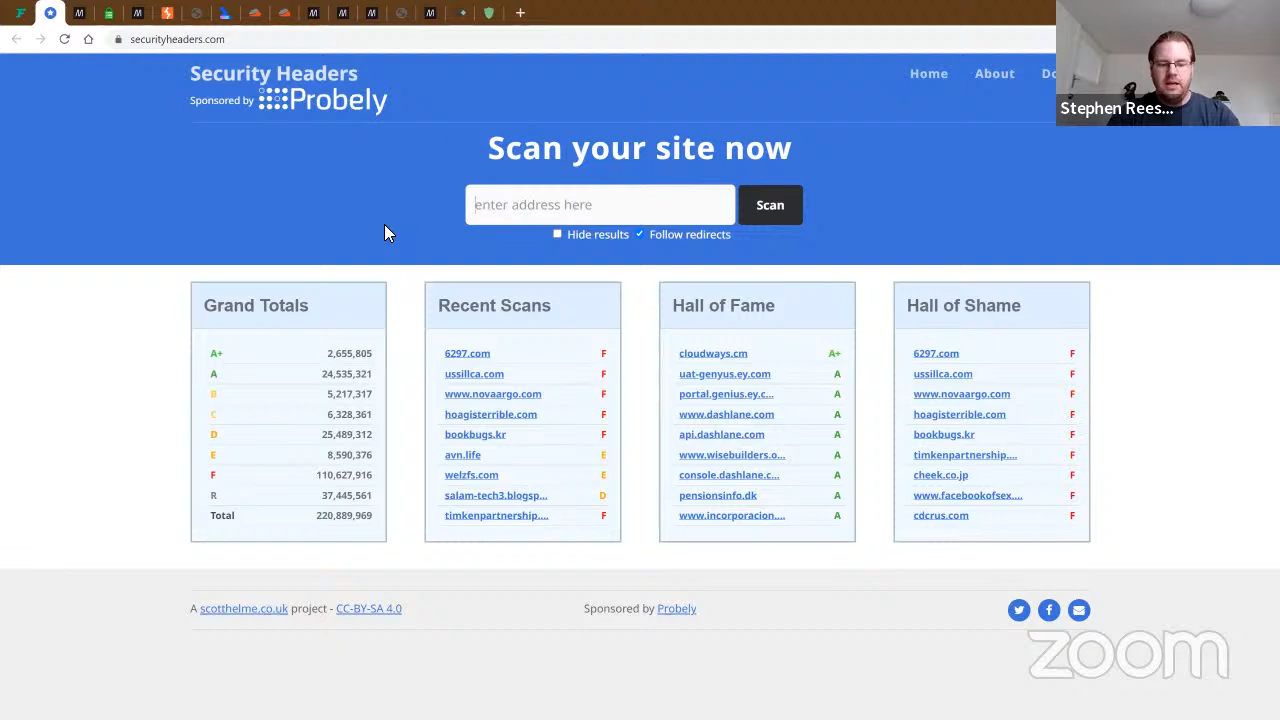 securityheaders.com
Security Headers
Home About
Sponsored by Probely
Stephen Rees...
Scan your site now
enter address here Scan
Hide results Follow redirects
Grand Totals
A+ 2,655,805
A 24,535,321
B 5,217,317
C 6,328,361
D 25,489,312
E 8,590,376
F 110,627,916
R 37,445,561
Total 220,889,969
Recent Scans
6297.com F
ussillca.com F
www.novaargo.com F
hoagisterrible.com F
bookbugs.kr F
avn.life E
welzfs.com E
salam-tech3.blogsp... D
timkenpartnership.... F
Hall of Fame
cloudways.cm A+
uat-genyus.ey.com A
portal.genius.ey.c... A
www.dashlane.com A
api.dashlane.com A
www.wisebuilders.o... A
console.dashlane.c... A
pensionsinfo.dk A
www.incorporacion.... A
Hall of Shame
6297.com F
ussillca.com F
www.novaargo.com F
hoagisterrible.com F
bookbugs.kr F
timkenpartnership.... F
cheek.co.jp F
www.facebookofsex.... F
cdcrus.com F
A scotthelme.co.uk project - CC-BY-SA 4.0
Sponsored by Probely
zoom